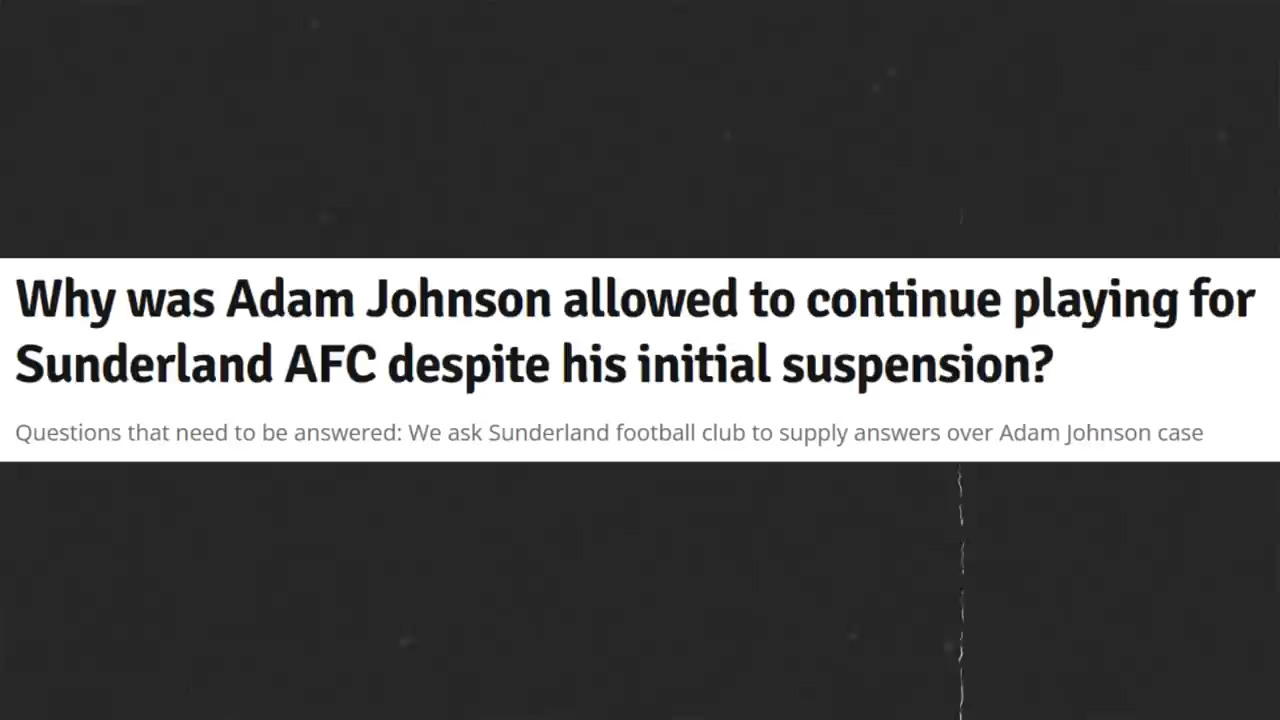 Why was Adam Johnson allowed to continue playing for
Sunderland AFC despite his initial suspension?
Questions that need to be answered: We ask Sunderland football club to supply answers over Adam Johnson case